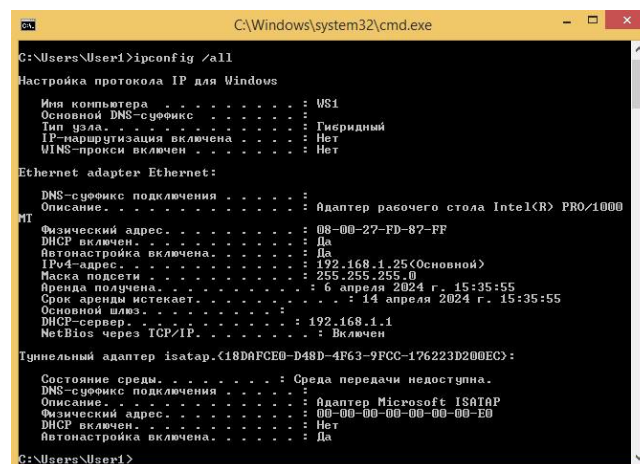 C:\Windows\system32\cmd.exe
C:\Users\User1>ipconfig /all
Настройка протокола IP для Windows
Имя компьютера . . . . . . . . . : WS1
Основной DNS-суффикс . . . . . . :
Тип узла. . . . . . . . . . . . . : Гибридный
IP-маршрутизация включена . . . . : Нет
WINS-прокси включен . . . . . . . : Нет
Ethernet adapter Ethernet:
DNS-суффикс подключения . . . . . :
Описание. . . . . . . . . . . . . : Адаптер рабочего стола Intel(R) PRO/1000
MT
Физический адрес. . . . . . . . . : 08-00-27-FD-87-FF
DHCP включен. . . . . . . . . . . : Да
Автонастройка включена. . . . . . : Да
IPv4-адрес. . . . . . . . . . . . : 192.168.1.25(Основной)
Маска подсети . . . . . . . . . . : 255.255.255.0
Аренда получена. . . . . . . . . . : 6 апреля 2024 г. 15:35:55
Срок аренды истекает. . . . . . . . . . : 14 апреля 2024 г. 15:35:55
Основной шлюз. . . . . . . . . :
DHCP-сервер. . . . . . . . . . . : 192.168.1.1
NetBios через TCP/IP. . . . . . . . : Включен
Туннельный адаптер isatap.{18DAFCE0-D48D-4F63-9FCC-176223D200EC}:
Состояние среды. . . . . . . . : Среда передачи недоступна.
DNS-суффикс подключения . . . . . :
Описание. . . . . . . . . . . . . : Адаптер Microsoft ISATAP
Физический адрес. . . . . . . . . : 00-00-00-00-00-00-00-E0
DHCP включен. . . . . . . . . . . : Нет
Автонастройка включена. . . . . . : Да
C:\Users\User1>